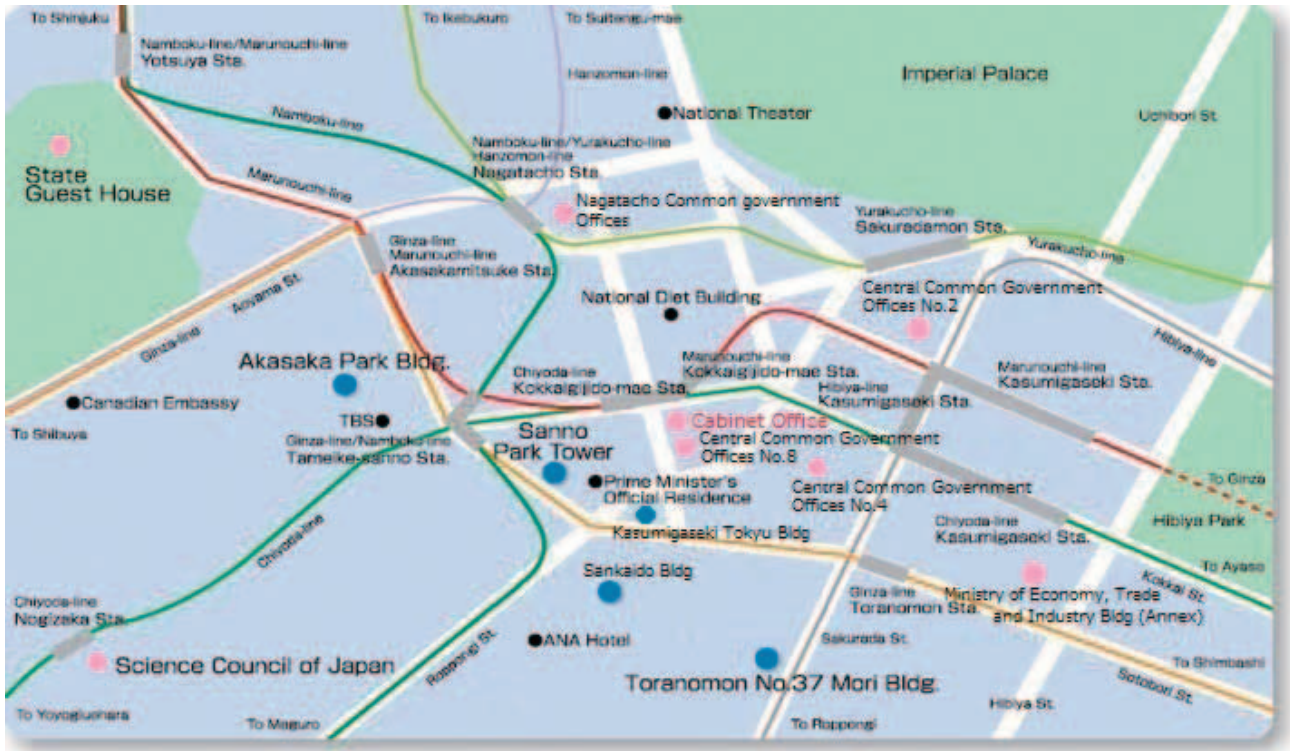 To Shinjuku
To Ikebukuro
To Suitengu-mae
Namboku-line/Marunouchi-line
Yotsuya Sta.
Hanzomon-line
Imperial Palace
National Theater
Uchibori St.
Namboku-line
Namboku-line/Yurakucho-line
Hanzomon-line
Nagatacho Sta.
State
Guest House
Marunouchi-line
Nagatacho Common government
Offices
Yurakucho-line
Sakuradamon Sta.
Yurakucho-line
Ginza-line
Marunouchi-line
Akasakamitsuke Sta.
Aoyama St.
Ginza-line
National Diet Building
Central Common Government
Offices No.2
Hibiya-line
Akasaka Park Bldg.
Chiyoda-line
Kokkaigijido-mae Sta.
Marunouchi-line
Kokkaigijido-mae Sta.
Hibiya-line
Kasumigaseki Sta.
Marunouchi-line
Kasumigaseki Sta.
Canadian Embassy
To Shibuya
TBS
Ginza-line/Namboku-line
Tameike-sanno Sta.
Sanno
Park Tower
Cabinet Office
Central Common Government
Offices No.8
Prime Minister's
Official Residence
Central Common Government
Offices No.4
To Ginza
Hibiya Park
Kasumigaseki Tokyu Bldg
Chiyoda-line
Kasumigaseki Sta.
Chiyoda-line
Sankaido Bldg
To Ayase
Kokkai St.
Chiyoda-line
Nogizaka Sta.
Ginza-line
Toranomon Sta.
Ministry of Economy, Trade
and Industry Bldg (Annex)
ANA Hotel
Sakurada St.
Roppongi St.
Science Council of Japan
Toranomon No.37 Mori Bldg.
To Shimbashi
Sotobori St.
Hibiya St.
To Yoyogiuehara
To Meguro
To Roppongi